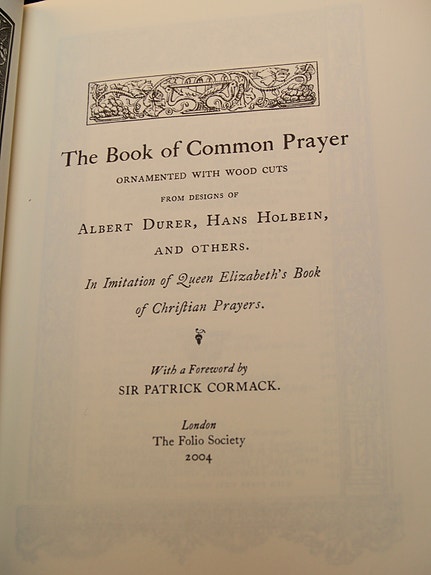 The Book of Common Prayer
ORNAMENTED WITH WOOD CUTS
FROM DESIGNS OF
ALBERT DURER, HANS HOLBEIN,
AND OTHERS.
In Imitation of Queen Elizabeth's Book
of Christian Prayers.
With a Foreword by
SIR PATRICK CORMACK.
London
The Folio Society
2004